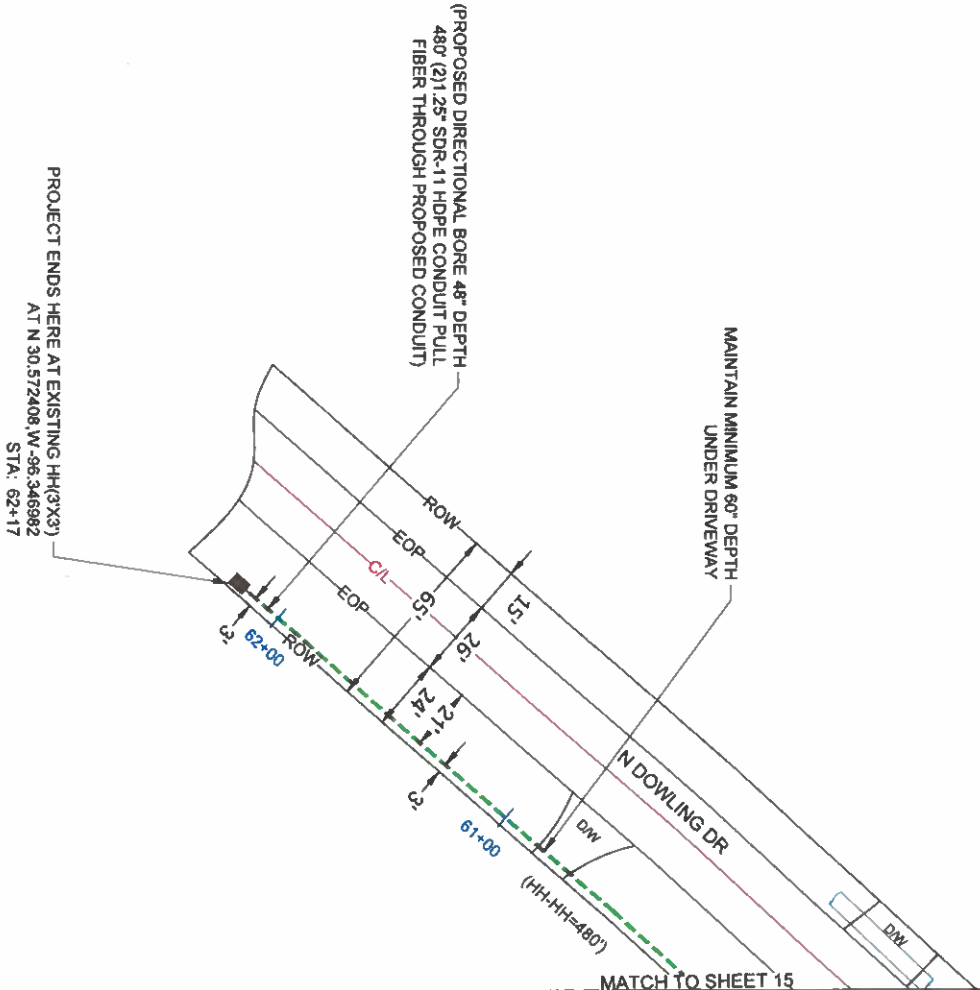 (PROPOSED DIRECTIONAL BORE 48" DEPTH
480' (2)1.25" SDR-11 HDPE CONDUIT PULL
FIBER THROUGH PROPOSED CONDUIT)
PROJECT ENDS HERE AT EXISTING HH(3'X3')
AT N 30.572408,W -96.346982
STA: 62+17
MAINTAIN MINIMUM 60" DEPTH
UNDER DRIVEWAY
ROW
EOP
C/L
EOP
ROW
65'
15'
26'
24'
21'
3'
3'
62+00
61+00
N DOWLING DR
D/W
D/W
(HH-HH=480')
MATCH TO SHEET 15